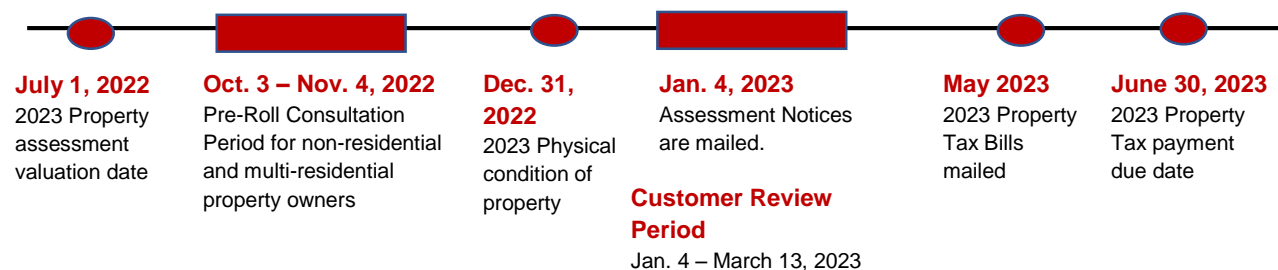 July 1, 2022
2023 Property
assessment
valuation date
Oct. 3 – Nov. 4, 2022
Pre-Roll Consultation
Period for non-residential
and multi-residential
property owners
Dec. 31,
2022
2023 Physical
condition of
property
Jan. 4, 2023
Assessment Notices
are mailed.
Customer Review
Period
Jan. 4 – March 13, 2023
May 2023
2023 Property
Tax Bills
mailed
June 30, 2023
2023 Property
Tax payment
due date